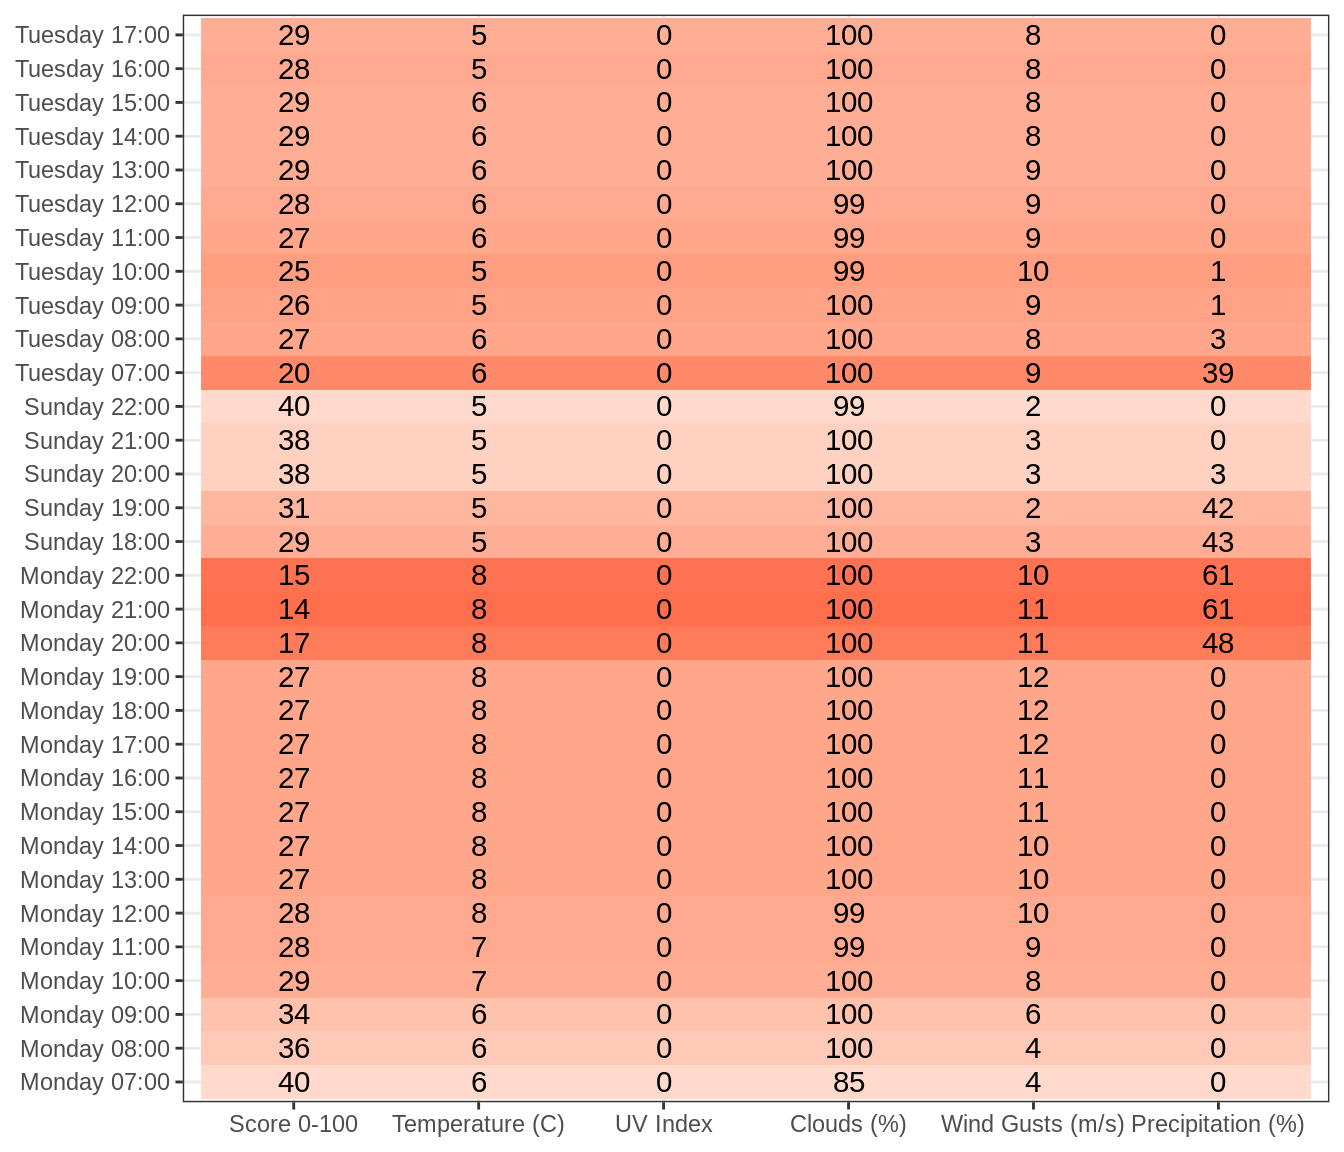 Tuesday 17:00 29 5 0 100 8 0
Tuesday 16:00 28 5 0 100 8 0
Tuesday 15:00 29 6 0 100 8 0
Tuesday 14:00 29 6 0 100 8 0
Tuesday 13:00 29 6 0 100 9 0
Tuesday 12:00 28 6 0 99 9 0
Tuesday 11:00 27 6 0 99 9 0
Tuesday 10:00 25 5 0 99 10 1
Tuesday 09:00 26 5 0 100 9 1
Tuesday 08:00 27 6 0 100 8 3
Tuesday 07:00 20 6 0 100 9 39
Sunday 22:00 40 5 0 99 2 0
Sunday 21:00 38 5 0 100 3 0
Sunday 20:00 38 5 0 100 3 3
Sunday 19:00 31 5 0 100 2 42
Sunday 18:00 29 5 0 100 3 43
Monday 22:00 15 8 0 100 10 61
Monday 21:00 14 8 0 100 11 61
Monday 20:00 17 8 0 100 11 48
Monday 19:00 27 8 0 100 12 0
Monday 18:00 27 8 0 100 12 0
Monday 17:00 27 8 0 100 12 0
Monday 16:00 27 8 0 100 11 0
Monday 15:00 27 8 0 100 11 0
Monday 14:00 27 8 0 100 10 0
Monday 13:00 27 8 0 100 10 0
Monday 12:00 28 8 0 99 10 0
Monday 11:00 28 7 0 99 9 0
Monday 10:00 29 7 0 100 8 0
Monday 09:00 34 6 0 100 6 0
Monday 08:00 36 6 0 100 4 0
Monday 07:00 40 6 0 85 4 0
Score 0-100 Temperature (C) UV Index Clouds (%) Wind Gusts (m/s) Precipitation (%)